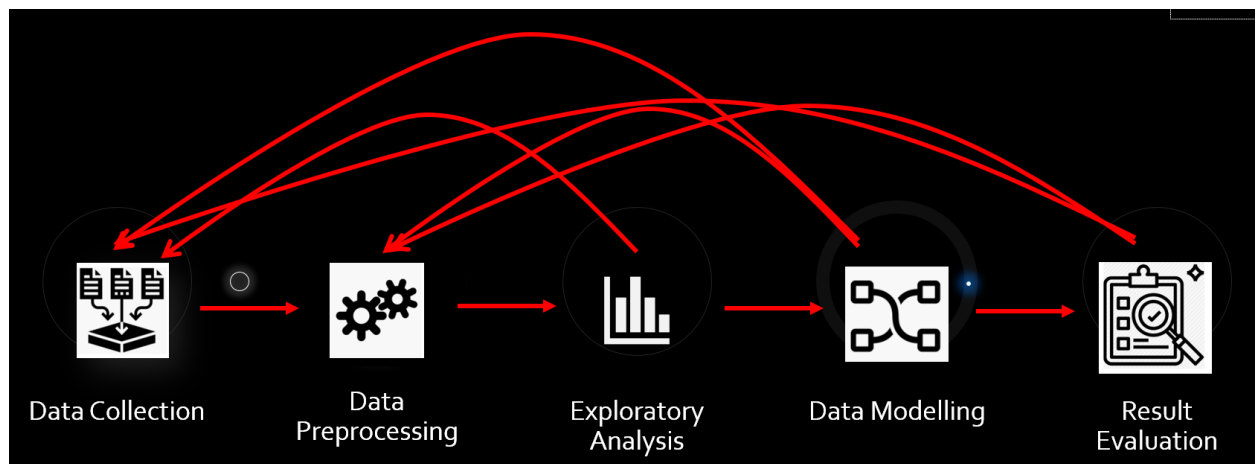 Data Collection
Data
Preprocessing
Exploratory
Analysis
Data Modelling
Result
Evaluation